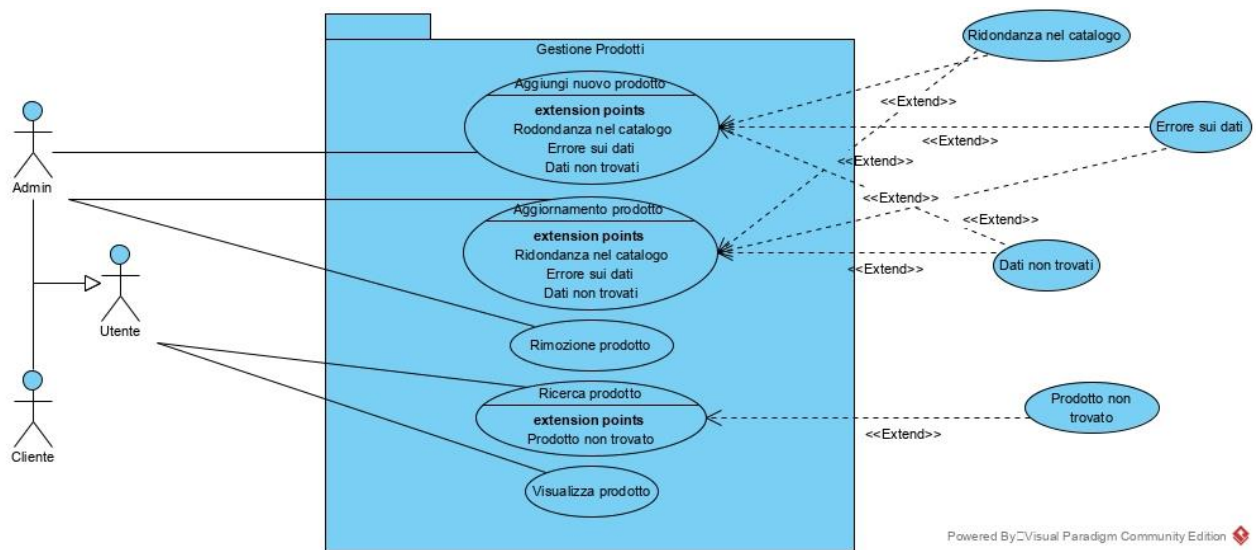 Gestione Prodotti
Ridondanza nel catalogo
Aggiungi nuovo prodotto
extension points
Rodondanza nel catalogo
Errore sui dati
Dati non trovati
<<Extend>>
<<Extend>>
Errore sui dati
<<Extend>>
<<Extend>>
<<Extend>>
Admin
Aggiornamento prodotto
extension points
Ridondanza nel catalogo
Errore sui dati
Dati non trovati
<<Extend>>
Dati non trovati
Utente
Rimozione prodotto
Ricerca prodotto
extension points
Prodotto non trovato
<<Extend>>
Prodotto non
trovato
Cliente
Visualizza prodotto
Powered By Visual Paradigm Community Edition